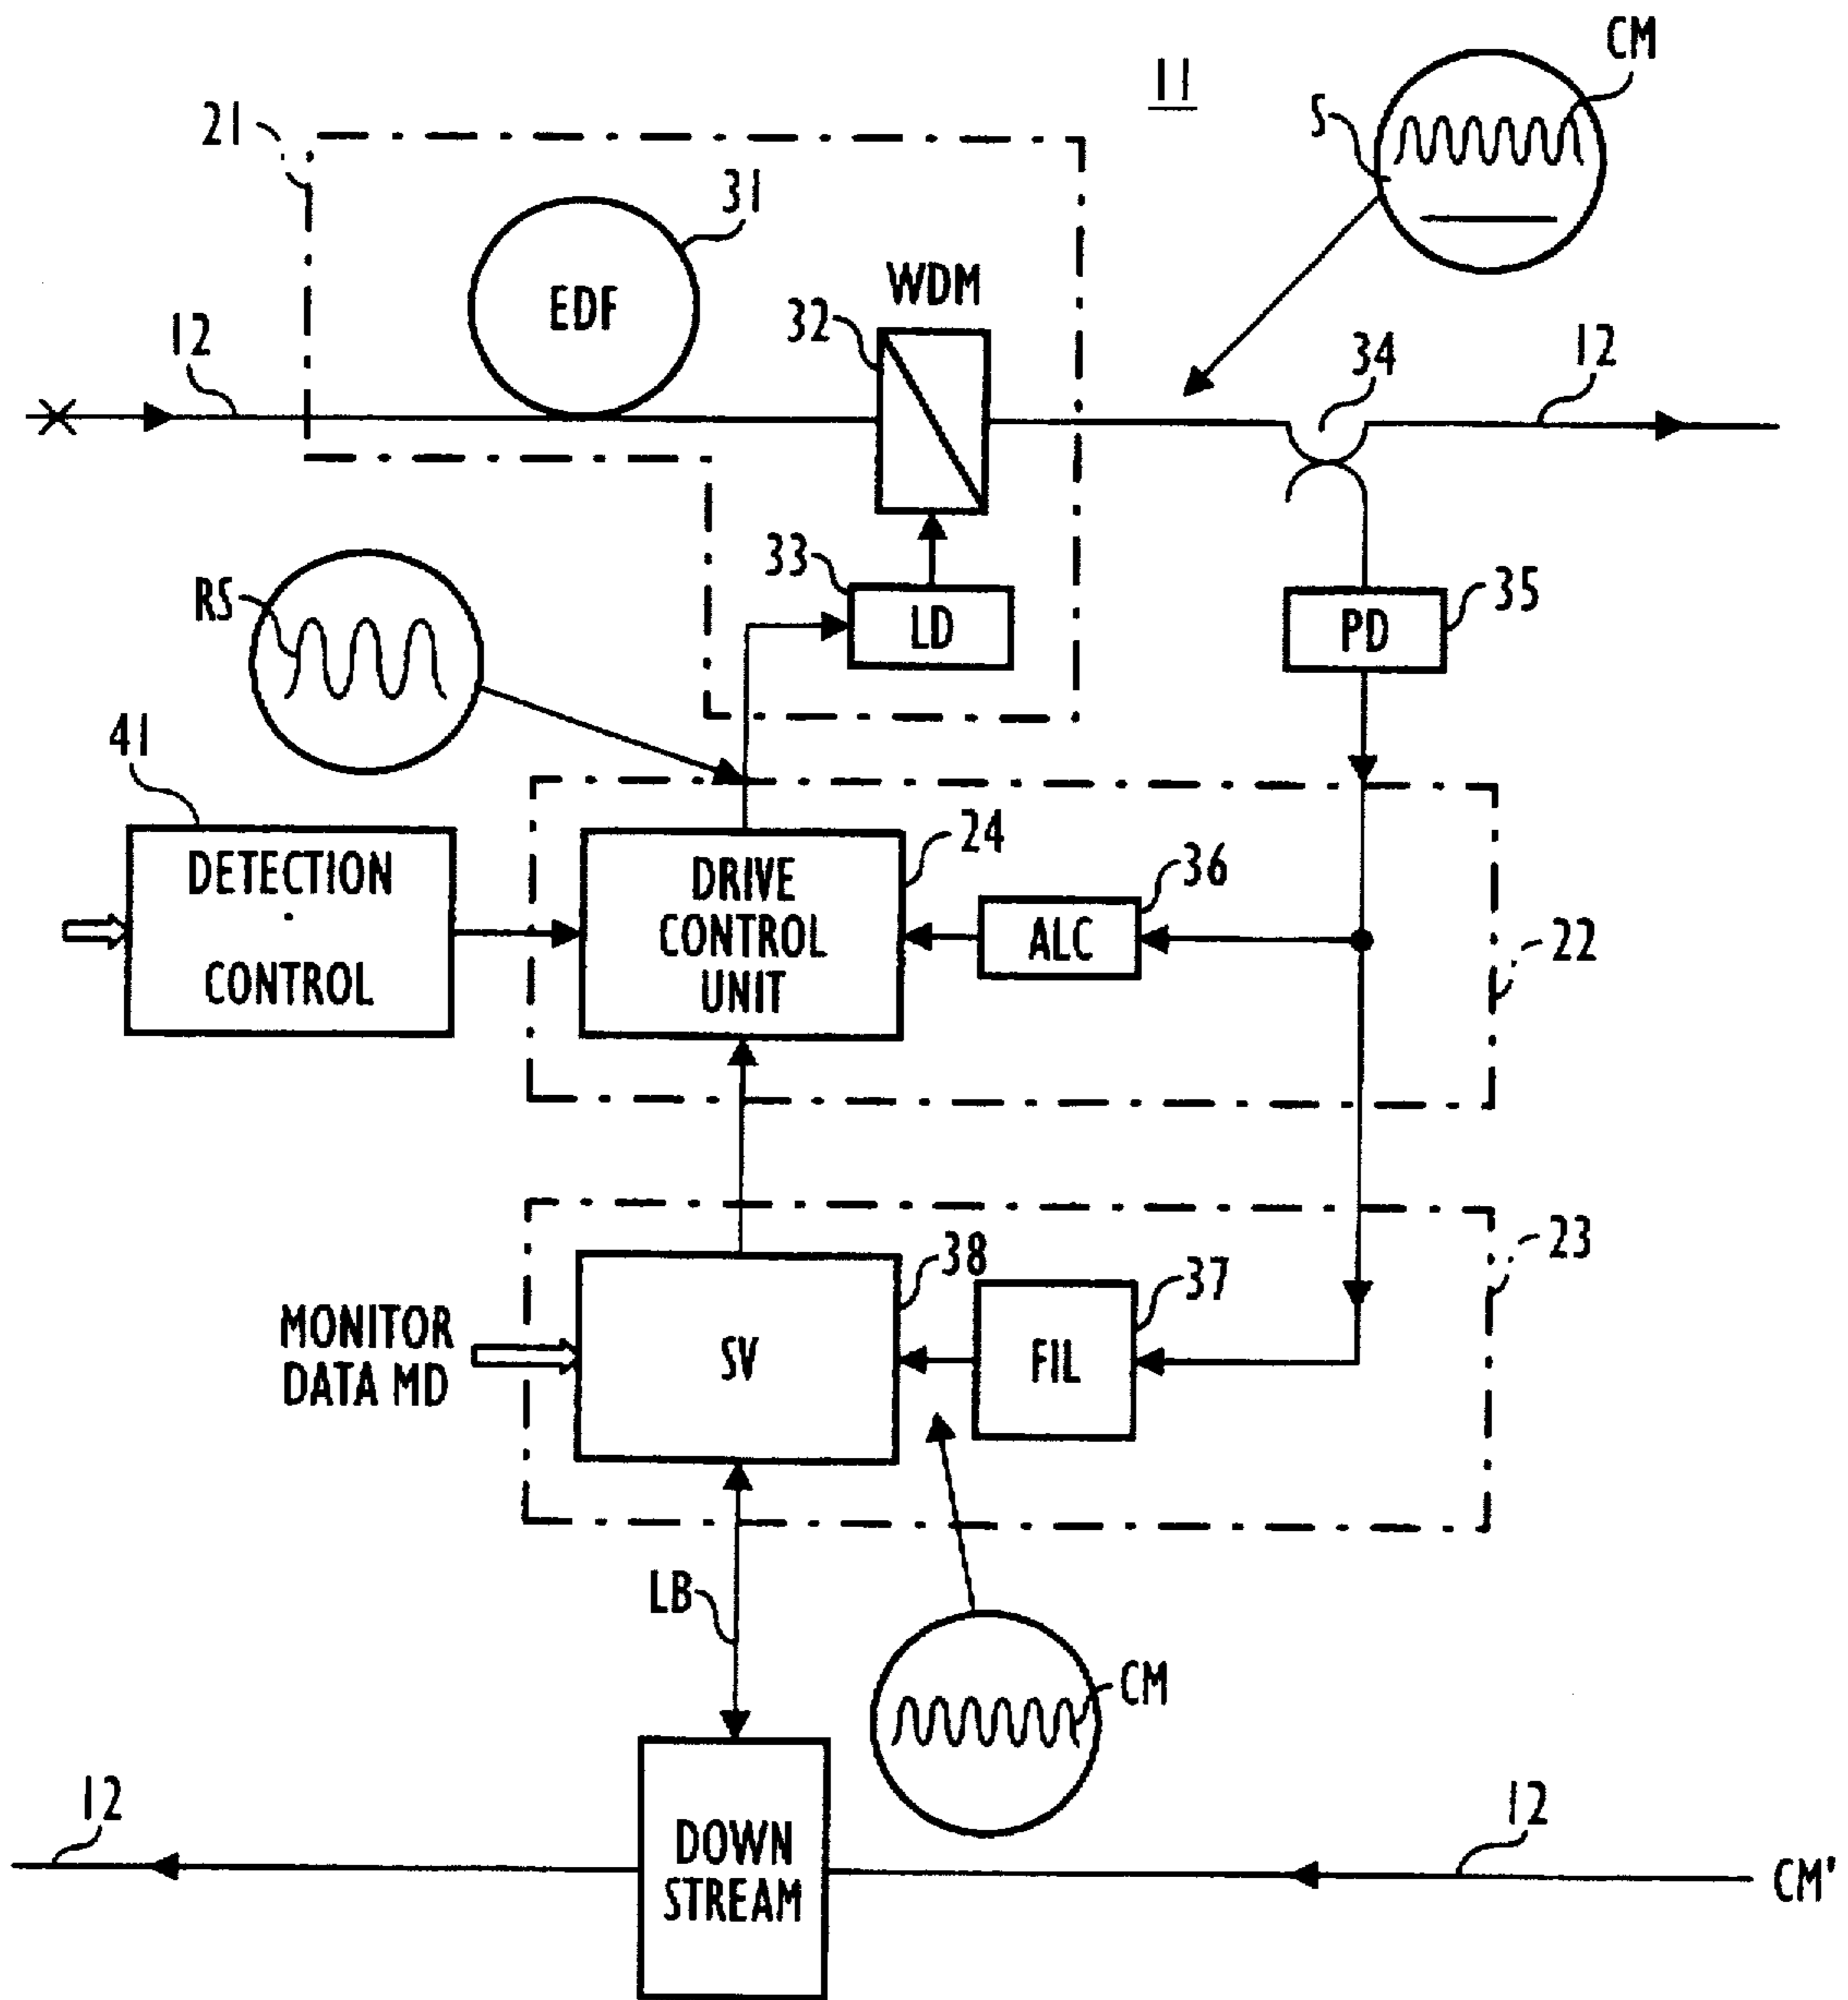 CM
11
S
21
31
EDF
WDM
32
12
34
12
33
LD
35
PD
RS
41
DETECTION
·
CONTROL
24
DRIVE
CONTROL
UNIT
36
ALC
22
23
38
37
MONITOR
DATA MD
SV
FIL
LB
CM
12
DOWN
STREAM
12
CM'